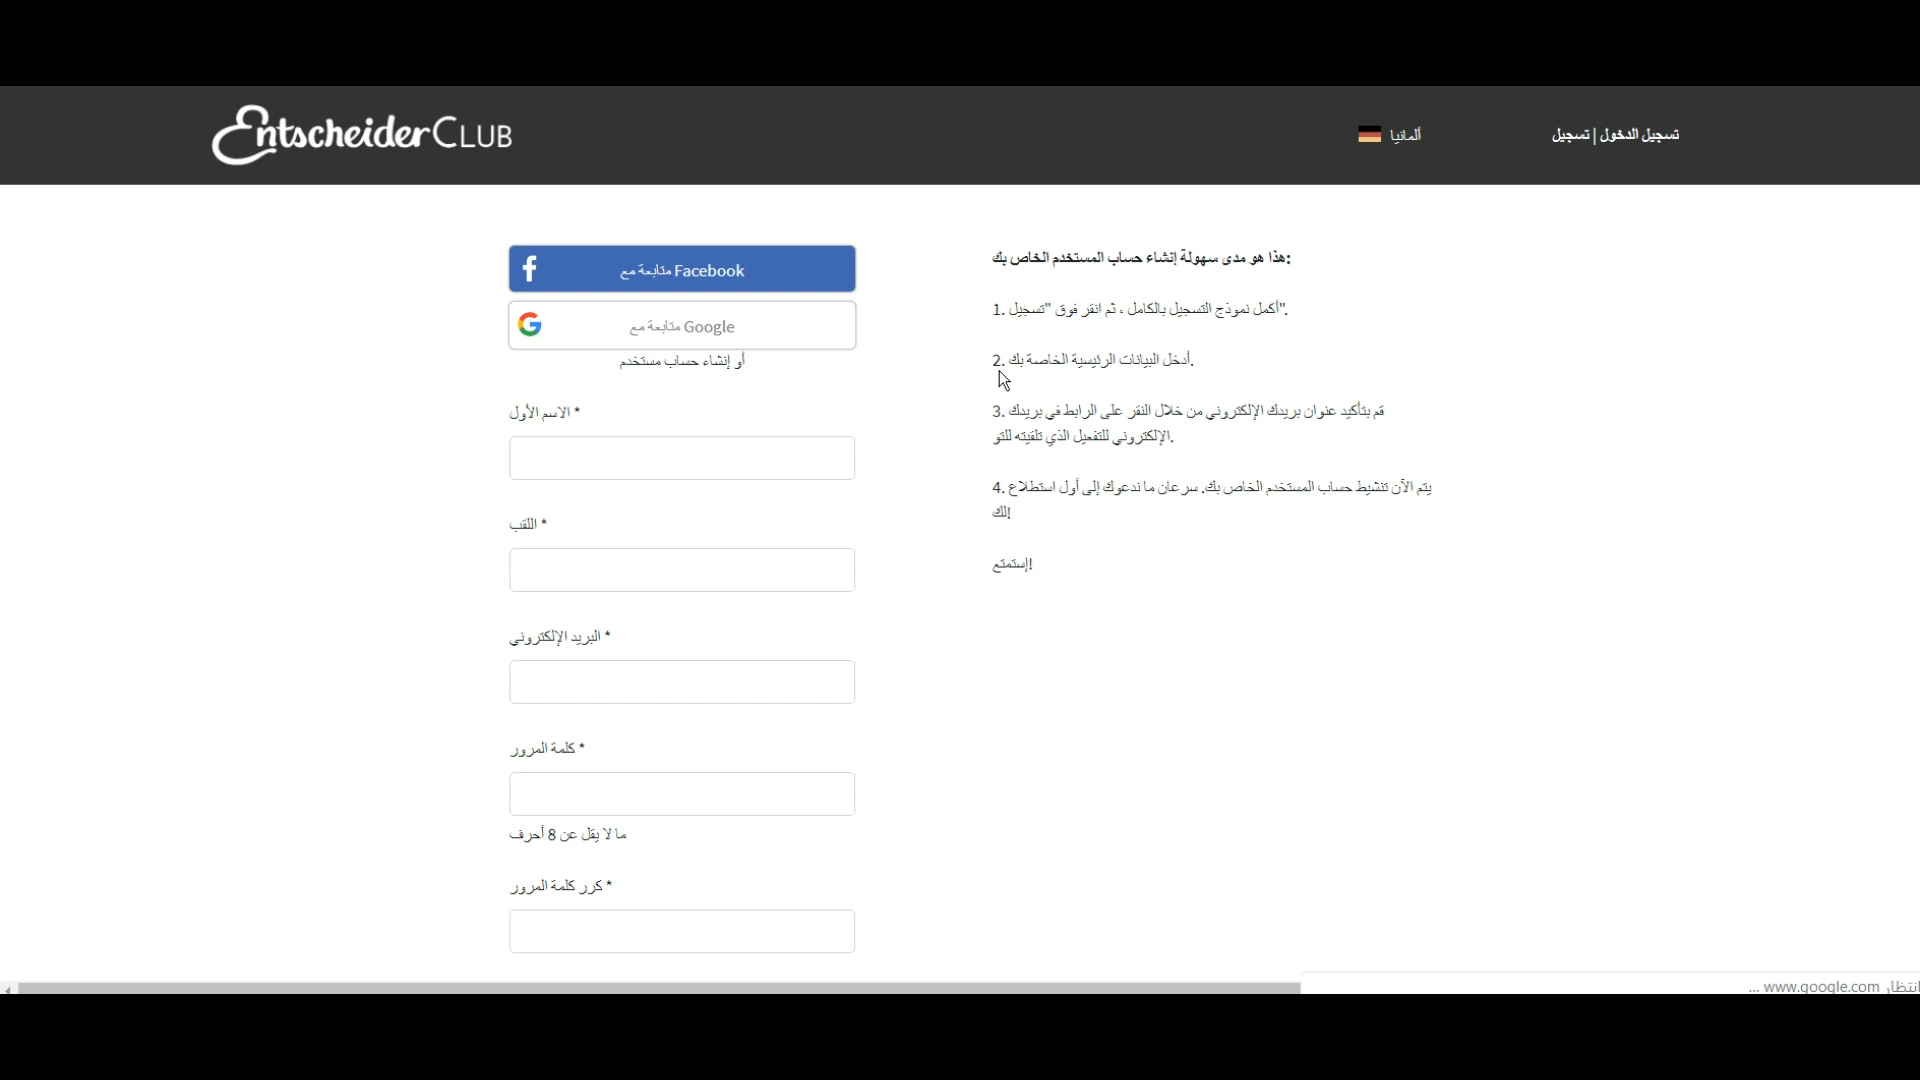 EntscheiderCLUB
ألمانيا
تسجيل الدخول | تسجيل
متابعة مع Facebook
متابعة مع Google
أو إنشاء حساب مستخدم
الاسم الأول *
اللقب *
البريد الإلكتروني *
كلمة المرور *
ما لا يقل عن 8 أحرف
كرر كلمة المرور *
هذا هو مدى سهولة إنشاء حساب المستخدم الخاص بك:
1. أكمل نموذج التسجيل بالكامل ، ثم انقر فوق "تسجيل".
2. أدخل البيانات الرئيسية الخاصة بك.
3. قم بتأكيد عنوان بريدك الإلكتروني من خلال النقر على الرابط في بريدك
الإلكتروني للتفعيل الذي تلقيته للتو.
4. يتم الآن تنشيط حساب المستخدم الخاص بك. سرعان ما ندعوك إلى أول استطلاع
لك!
إستمتع!
انتظار www.google.com ...